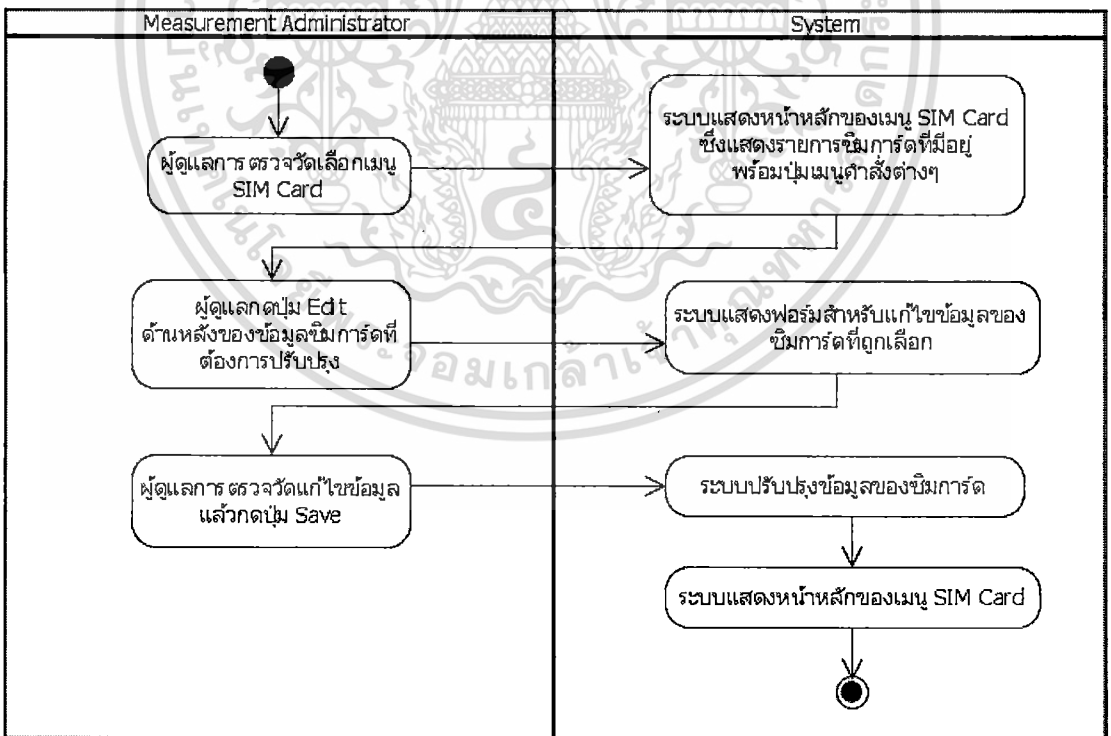 Measurement Administrator
System
ผู้ดูแลการตรวจวัดเลือกเมนู
SIM Card
ระบบแสดงหน้าหลักของเมนู SIM Card
ซึ่งแสดงรายการซิมการ์ดที่มีอยู่
พร้อมปุ่มเมนูคำสั่งต่างๆ
ผู้ดูแลกดปุ่ม Edit
ด้านหลังของข้อมูลซิมการ์ดที่
ต้องการปรับปรุง
ระบบแสดงฟอร์มสำหรับแก้ไขข้อมูลของ
ซิมการ์ดที่ถูกเลือก
ผู้ดูแลการตรวจวัดแก้ไขข้อมูล
แล้วกดปุ่ม Save
ระบบปรับปรุงข้อมูลของซิมการ์ด
ระบบแสดงหน้าหลักของเมนู SIM Card